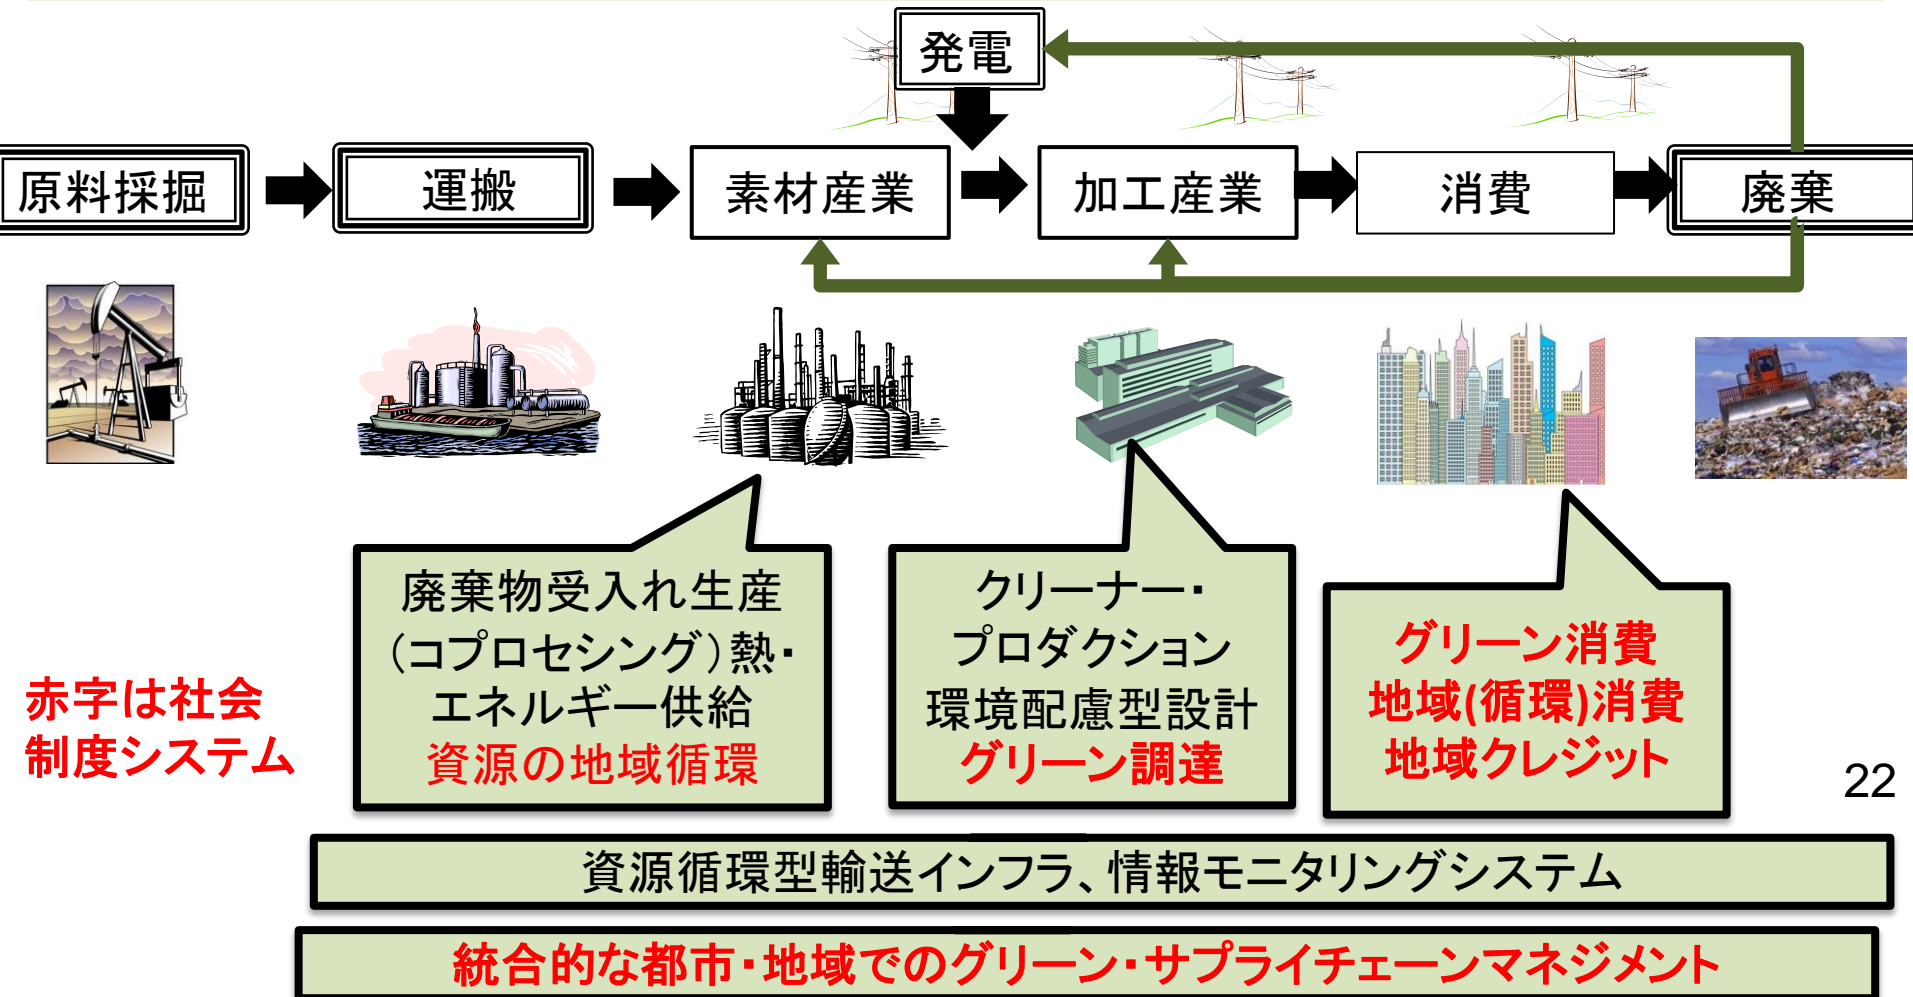 発電
原料採掘
運搬
素材産業
加工産業
消費
廃棄
廃棄物受入れ生産
(コプロセシング)熱・
エネルギー供給
資源の地域循環
クリーナー・
プロダクション
環境配慮型設計
グリーン調達
グリーン消費
地域(循環)消費
地域クレジット
赤字は社会
制度システム
22
資源循環型輸送インフラ、情報モニタリングシステム
統合的な都市・地域でのグリーン・サプライチェーンマネジメント